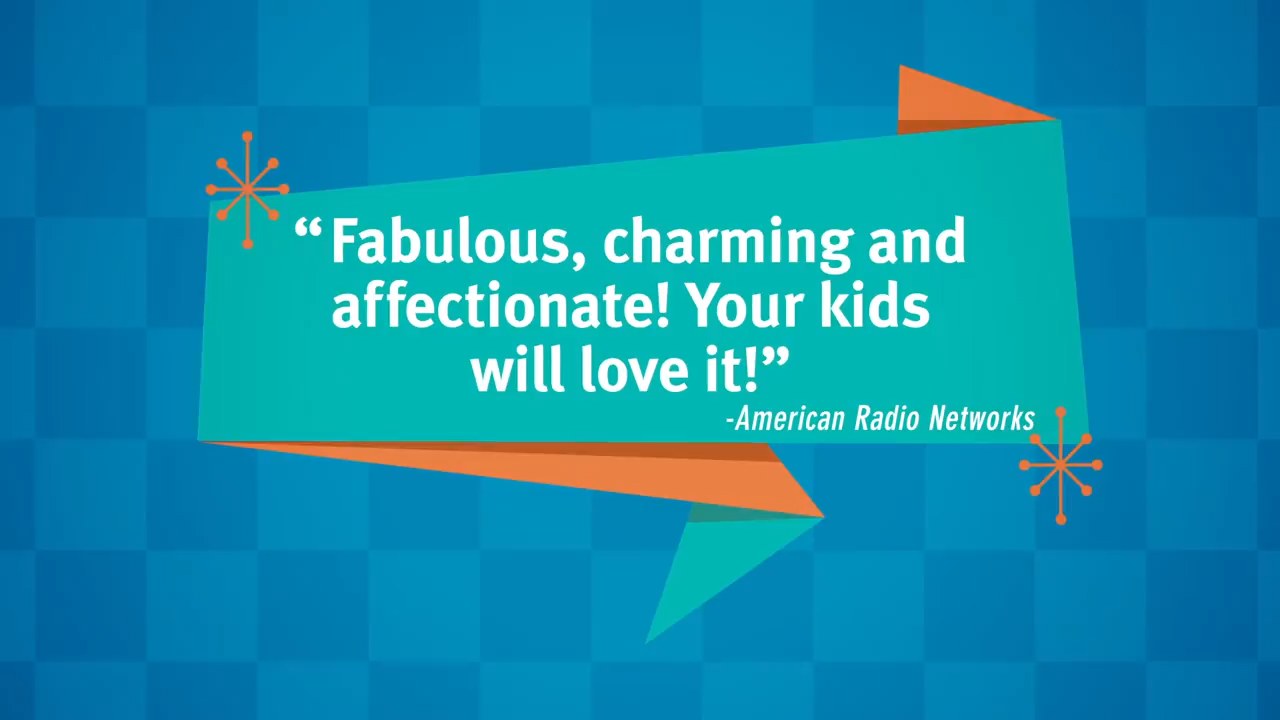 “Fabulous, charming and
affectionate! Your kids
will love it!”
-American Radio Networks